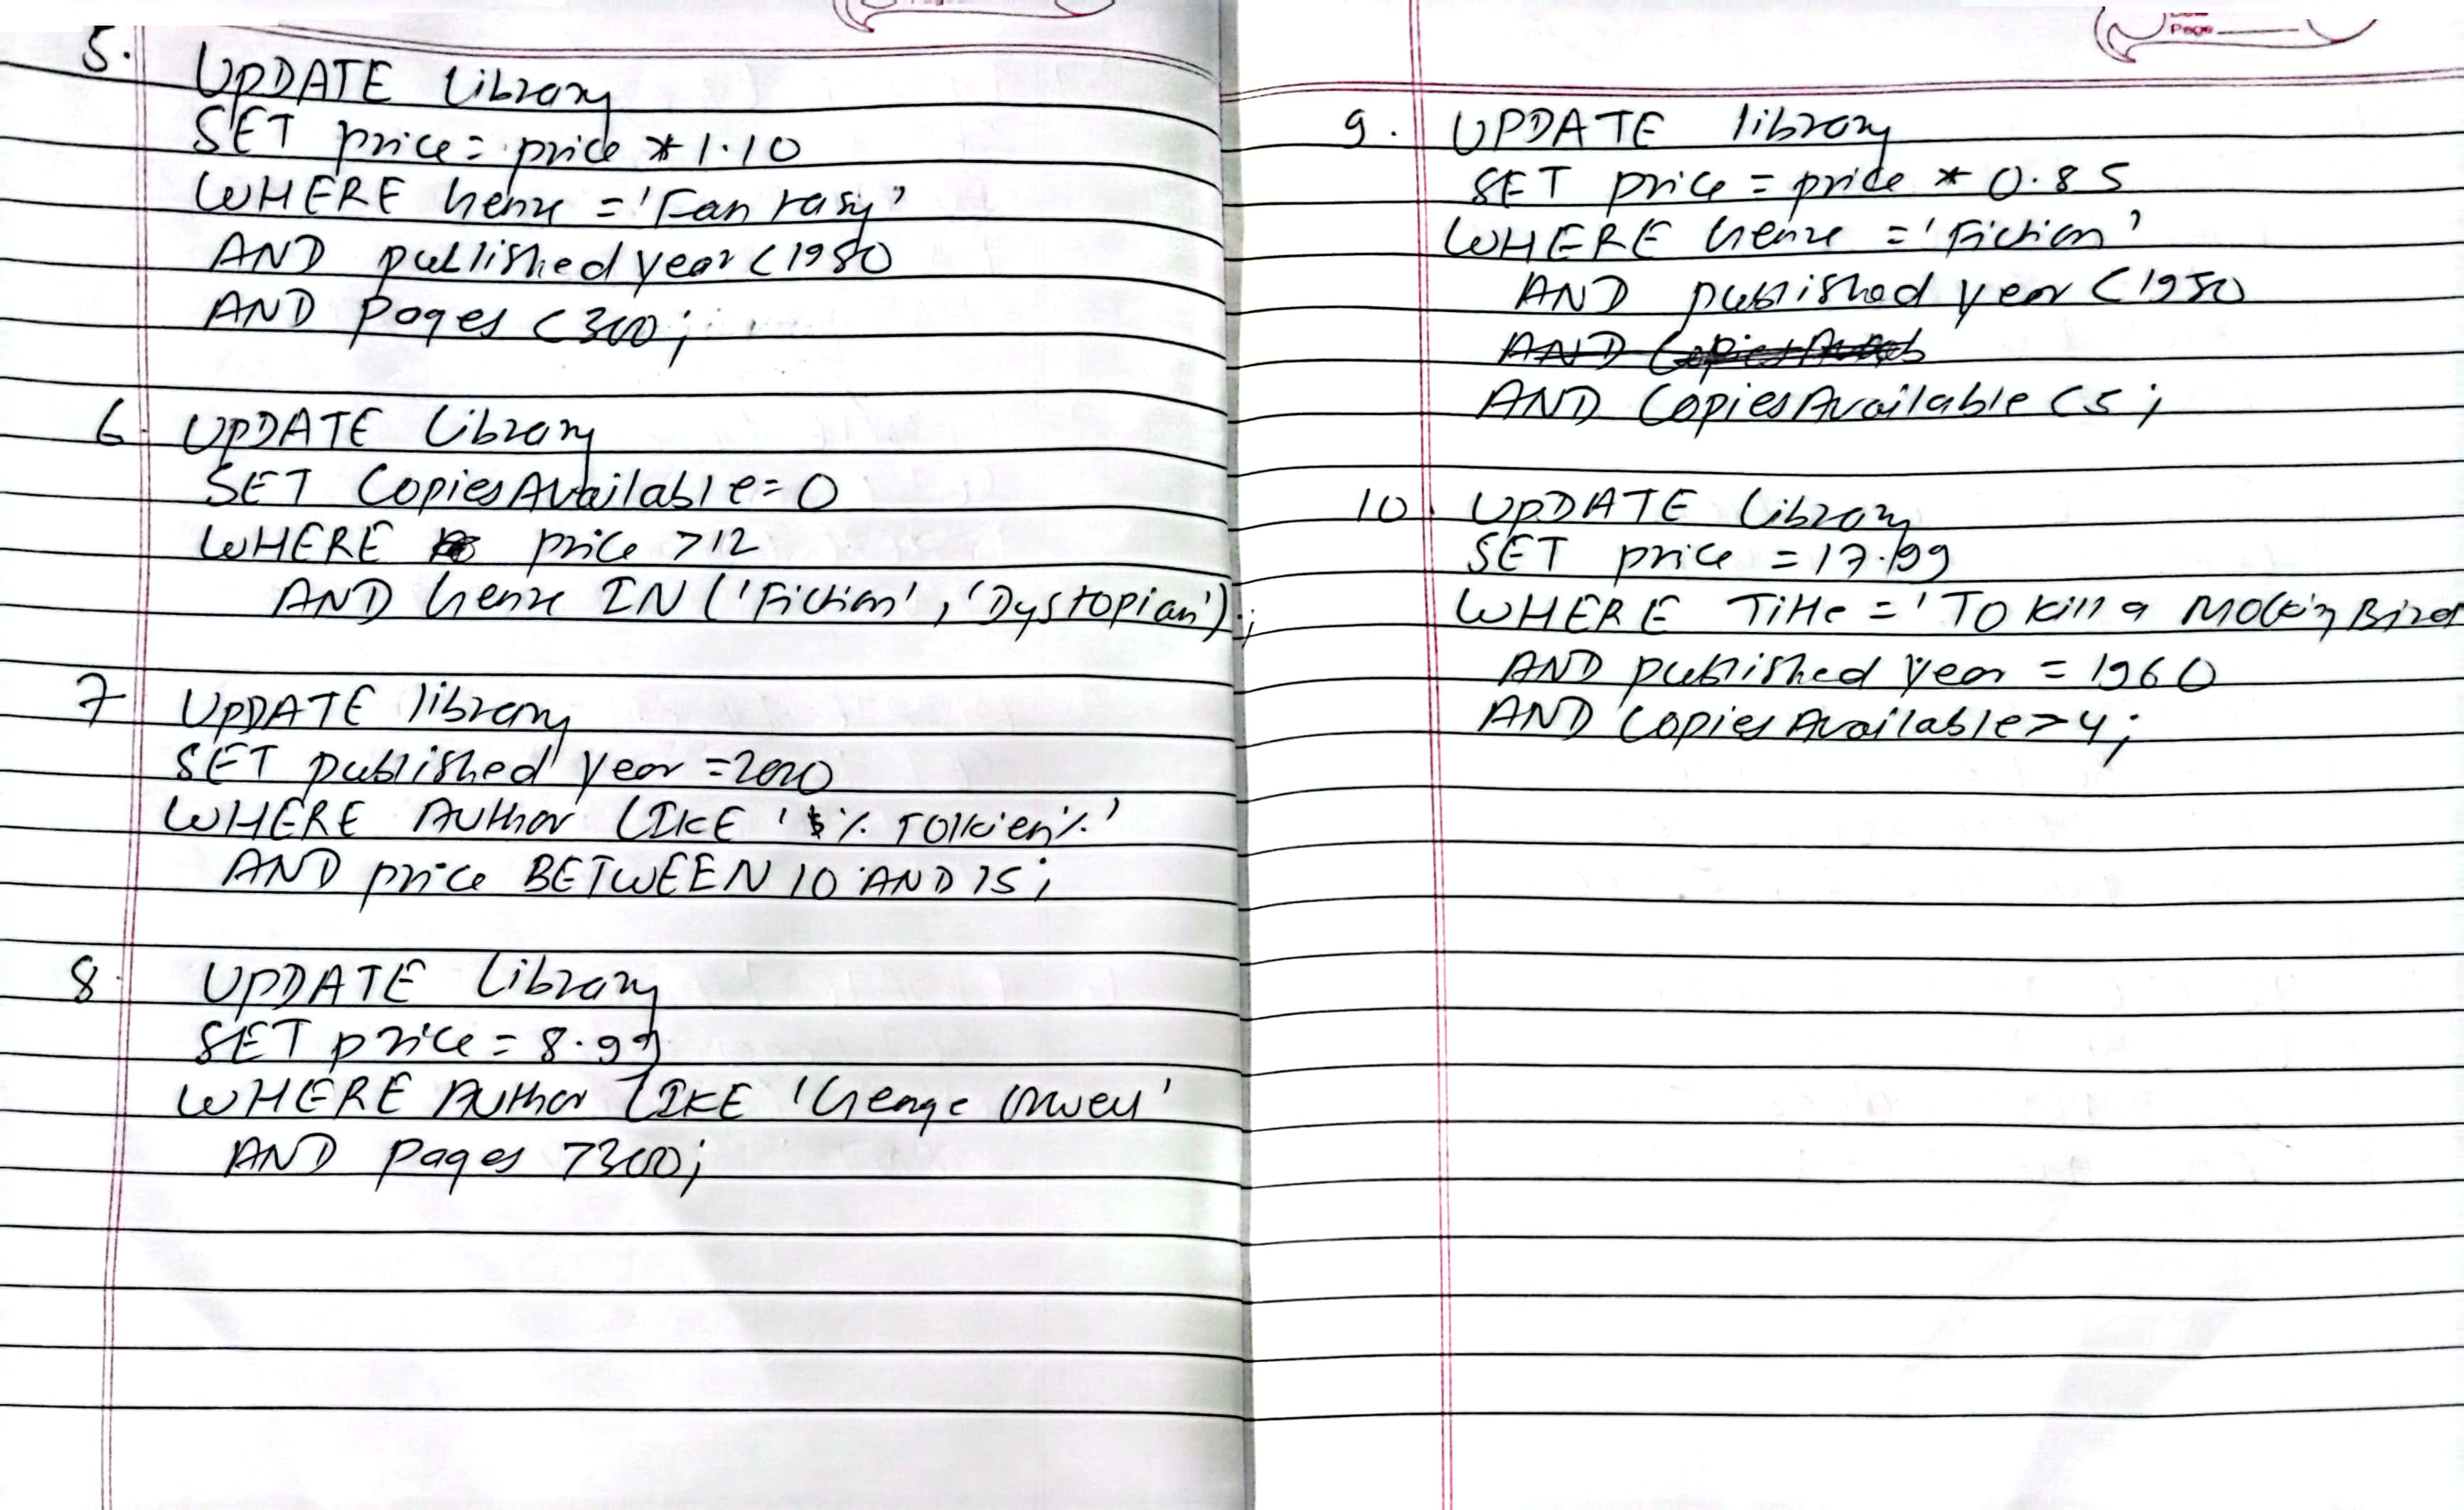 5.
UPDATE Library
SET price = price * 1.10
WHERE Genre = 'Fantasy'
AND published year < 1950
AND Pages < 300;
6. UPDATE Library
SET CopiesAvailable = 0
WHERE price > 12
AND Genre IN ('Fiction', 'Dystopian');
7 UPDATE library
SET published year = 2020
WHERE Author LIKE '% Tolkien%'
AND price BETWEEN 10 AND 15;
8. UPDATE Library
SET price = 8.99
WHERE Author LIKE 'George Orwell'
AND Pages > 300;
Page
9. UPDATE library
SET price = price * 0.85
WHERE Genre = 'Fiction'
AND published year < 1950
AND CopiesAvailable < 5;
10. UPDATE Library
SET price = 17.99
WHERE Title = 'To kill a
AND published year = 1960
AND CopiesAvailable > 4;